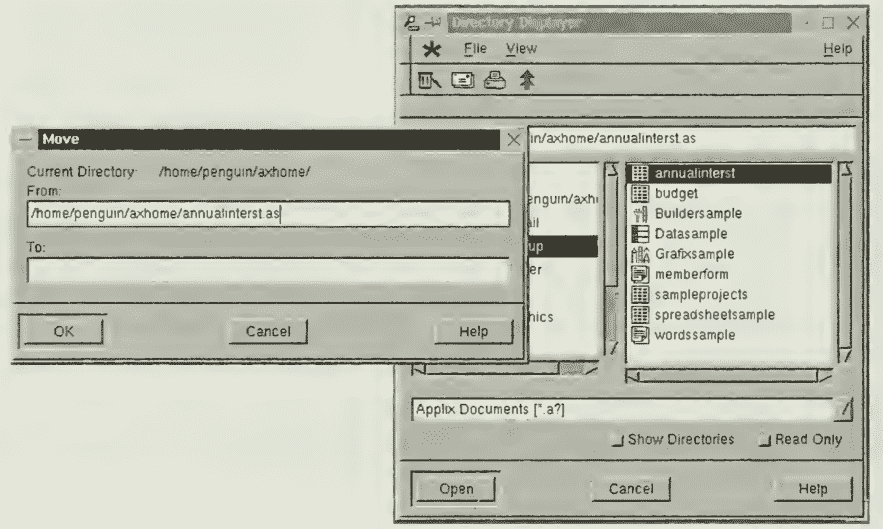 Directory Displayer
File View Help
in/axhome/annualinterst.as
Move
Current Directory: /home/penguin/axhome/
From:
/home/penguin/axhome/annualinterst.as
To:
OK Cancel Help
enguin/axh
ail
up
er
hics
annualinterst
budget
Buildersample
Datasample
Grafixsample
memberform
sampleprojects
spreadsheetsample
wordssample
Applix Documents [*.a?]
Show Directories Read Only
Open Cancel Help